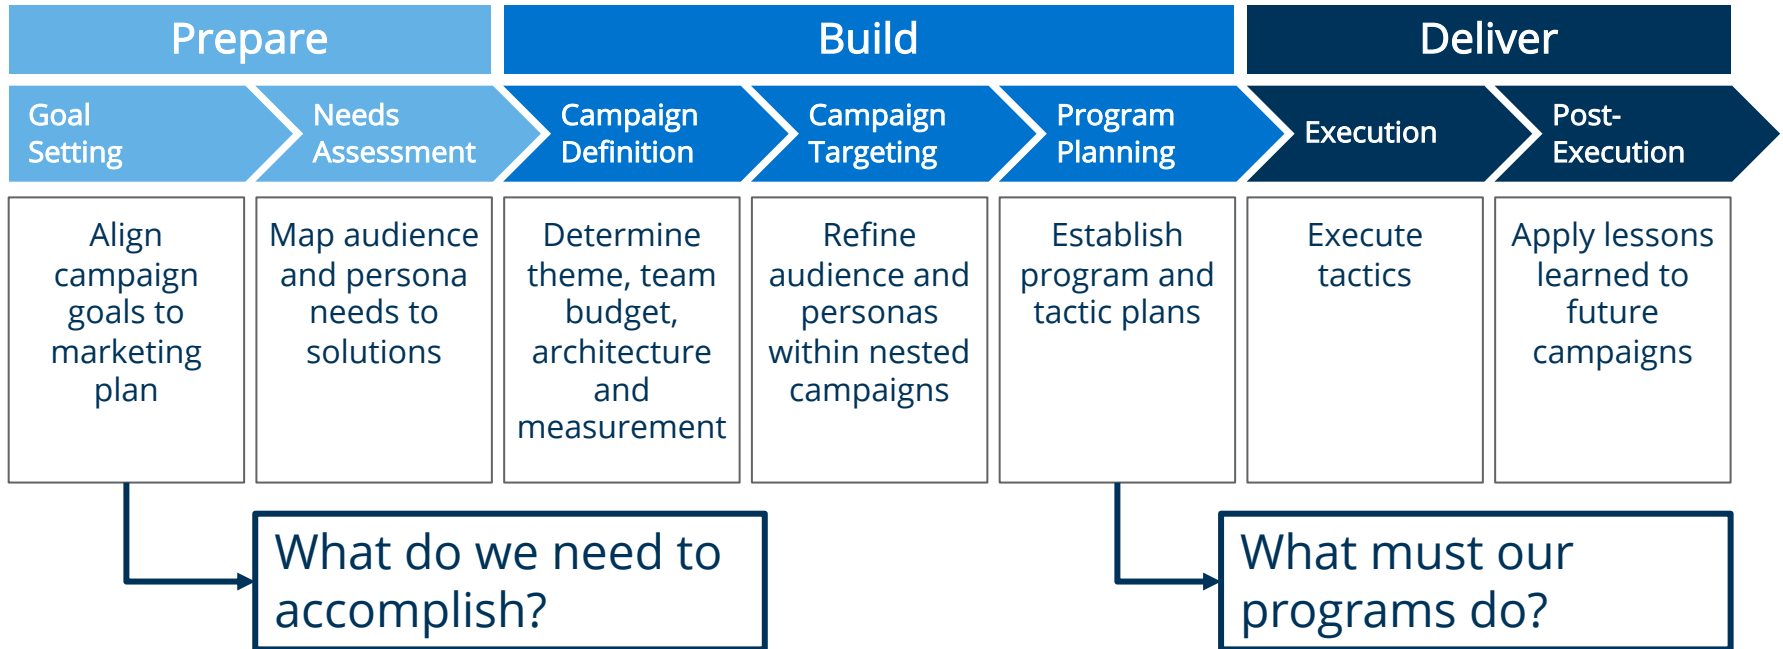 Prepare
Build
Deliver
Goal
Setting
Needs
Assessment
Campaign
Definition
Campaign
Targeting
Program
Planning
Execution
Post-
Execution
Align
campaign
goals to
marketing
plan
Map audience
and persona
needs to
solutions
Determine
theme, team
budget,
architecture
and
measurement
Refine
audience and
personas
within nested
campaigns
Establish
program and
tactic plans
Execute
tactics
Apply lessons
learned to
future
campaigns
What do we need to
accomplish?
What must our
programs do?